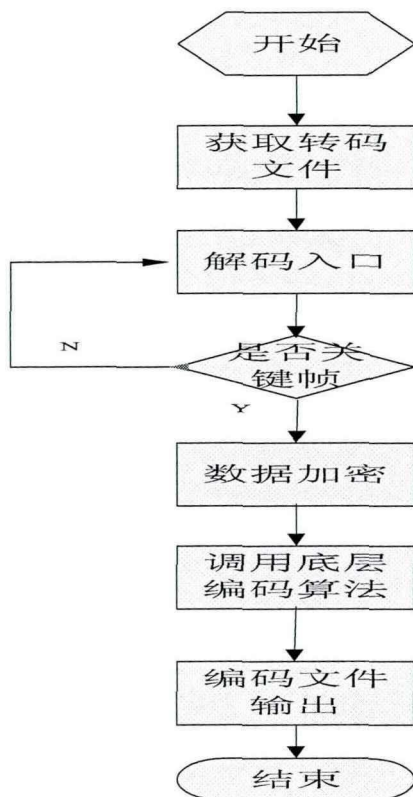 开始
获取转码
文件
解码入口
是否关
键帧
N
Y
数据加密
调用底层
编码算法
编码文件
输出
结束